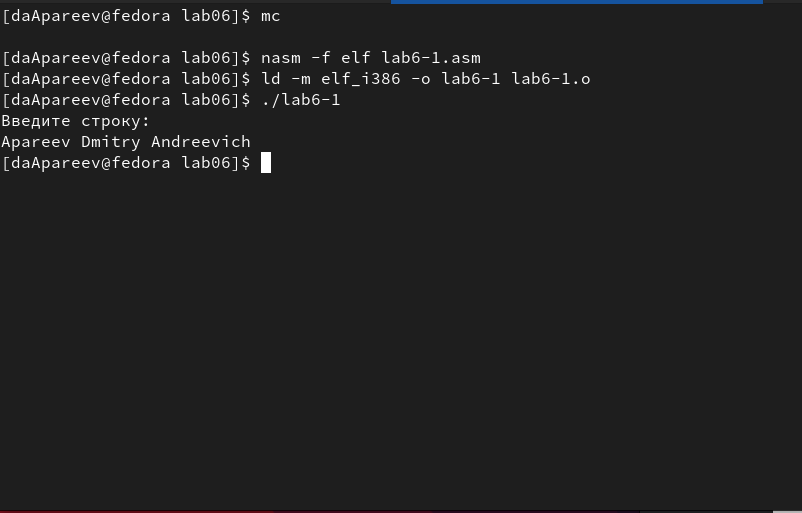 [daApareev@fedora lab06]$ mc
[daApareev@fedora lab06]$ nasm -f elf lab6-1.asm
[daApareev@fedora lab06]$ ld -m elf_i386 -o lab6-1 lab6-1.o
[daApareev@fedora lab06]$ ./lab6-1
Введите строку:
Apareev Dmitry Andreevich
[daApareev@fedora lab06]$